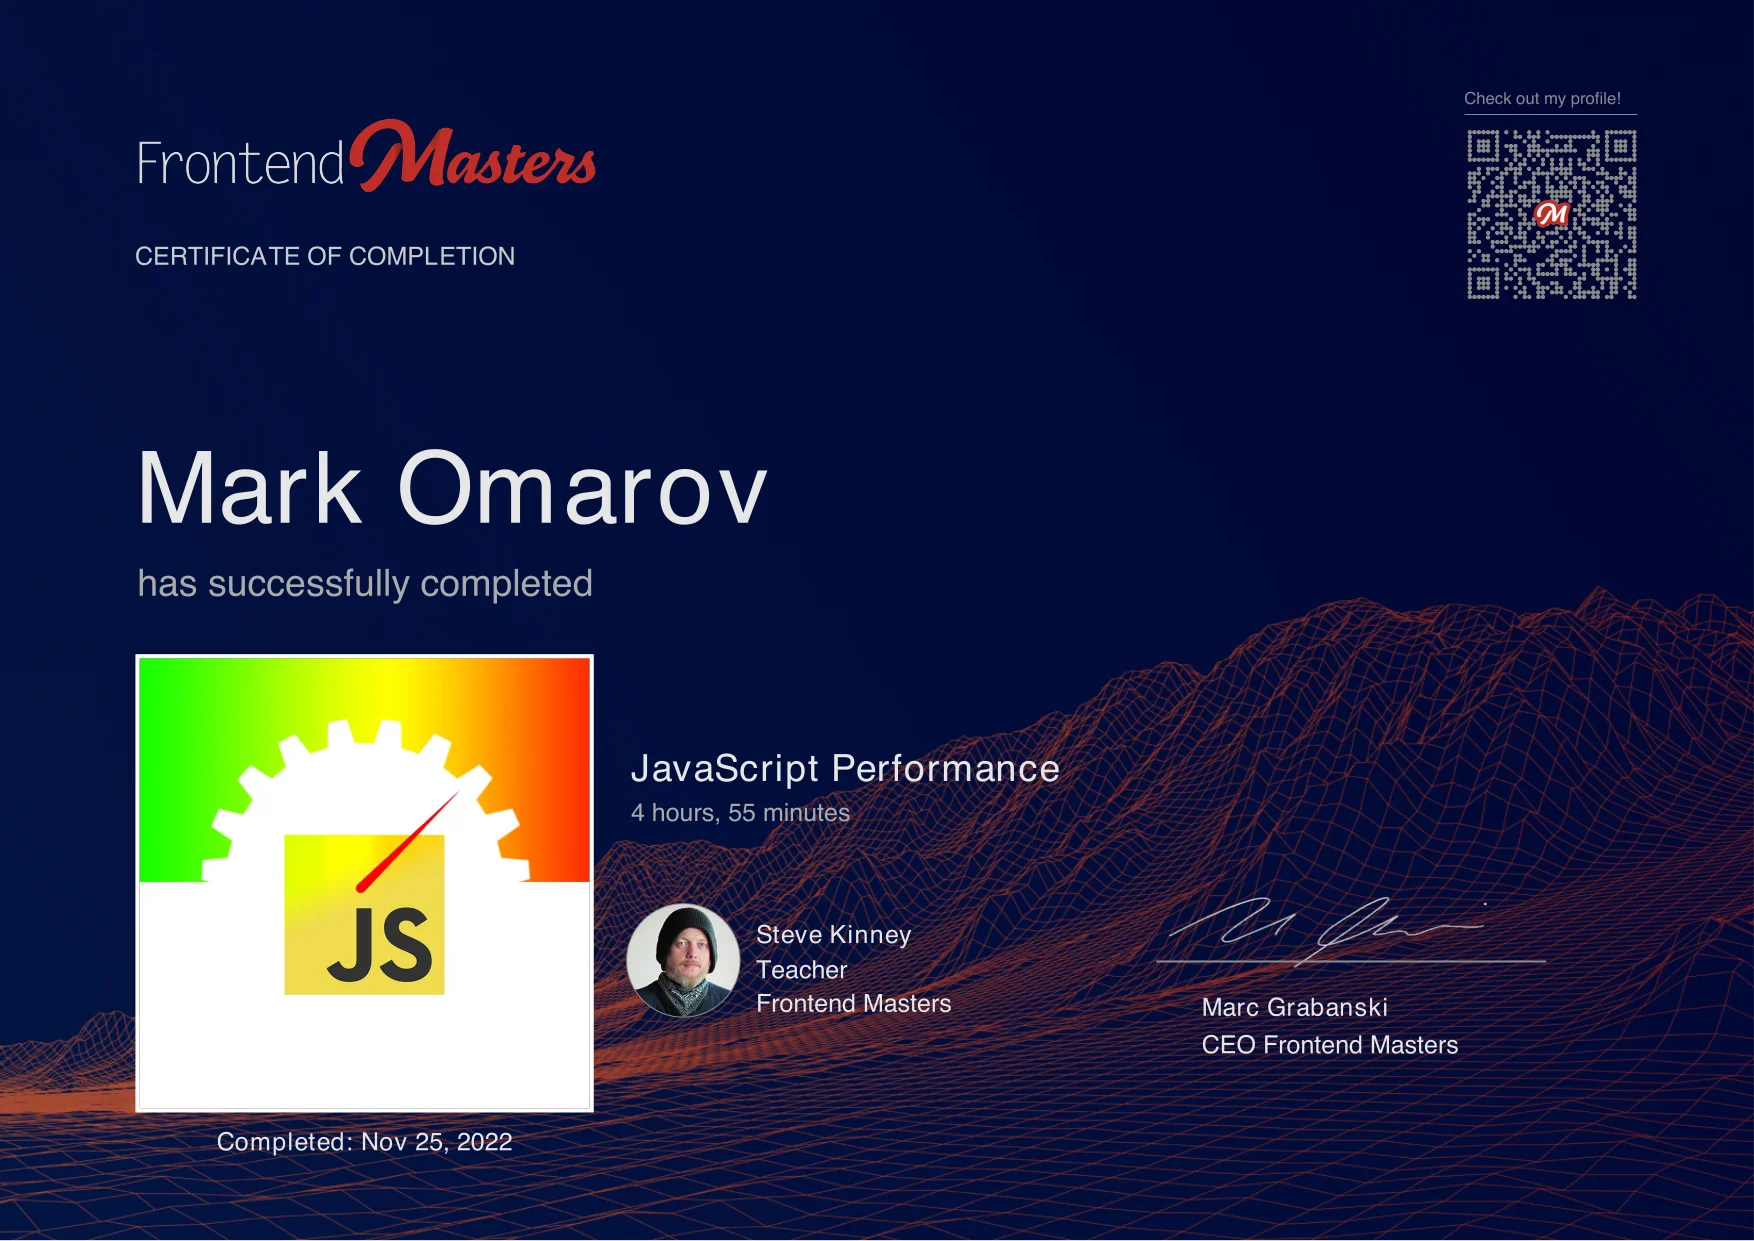 Check out my profile!
Frontend Masters
M
CERTIFICATE OF COMPLETION
Mark Omarov
has successfully completed
JS
JavaScript Performance
4 hours, 55 minutes
Steve Kinney
Teacher
Frontend Masters
Marc Grabanski
CEO Frontend Masters
Completed: Nov 25, 2022